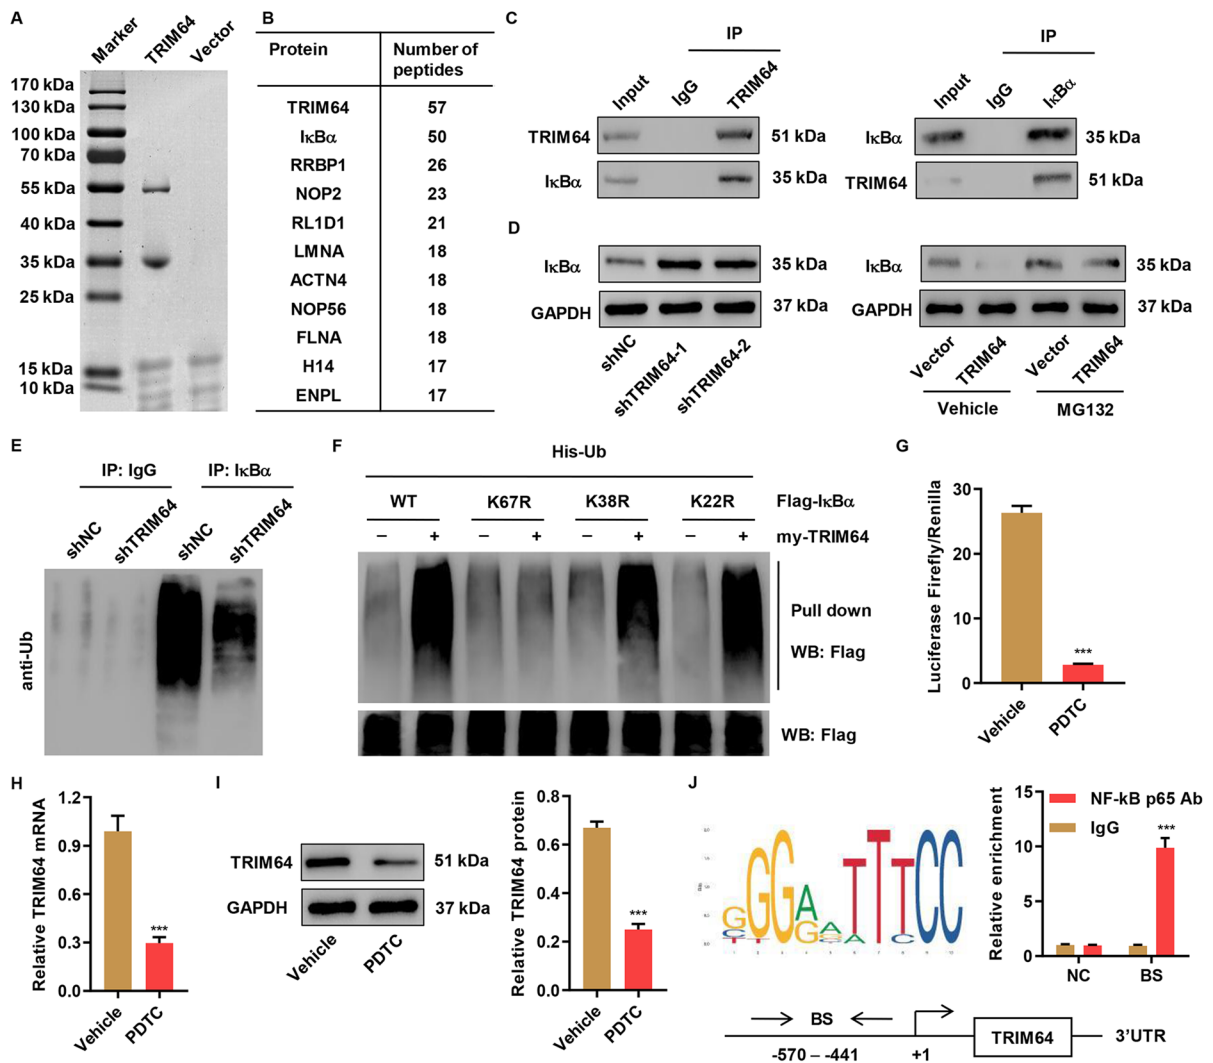 A
Marker
TRIM64
Vector
170 kDa
130 kDa
100 kDa
70 kDa
55 kDa
40 kDa
35 kDa
25 kDa
15 kDa
10 kDa
B
Protein Number of
peptides
TRIM64 57
IκBα 50
RRBP1 26
NOP2 23
RL1D1 21
LMNA 18
ACTN4 18
NOP56 18
FLNA 18
H14 17
ENPL 17
C
IP
Input IgG TRIM64
TRIM64 51 kDa
IκBα 35 kDa
IP
Input IgG IκBα
IκBα 35 kDa
TRIM64 51 kDa
D
IκBα 35 kDa
GAPDH 37 kDa
shNC shTRIM64-1 shTRIM64-2
IκBα 35 kDa
GAPDH 37 kDa
Vector TRIM64 Vector TRIM64
Vehicle MG132
E
IP: IgG IP: IκBα
shNC shTRIM64 shNC shTRIM64
anti-Ub
F
His-Ub
WT K67R K38R K22R Flag-IκBα
– + – + – + – + my-TRIM64
Pull down
WB: Flag
WB: Flag
G
Luciferase Firefly/Renilla
30
20
10
0
***
Vehicle PDTC
H
Relative TRIM64 mRNA
1.2
0.9
0.6
0.3
0.0
***
Vehicle PDTC
I
TRIM64 51 kDa
GAPDH 37 kDa
Vehicle PDTC
Relative TRIM64 protein
0.8
0.6
0.4
0.2
0.0
***
Vehicle PDTC
J
GGGAATTTCC
Relative enrichment
15
10
5
0
NF-kB p65 Ab
IgG
***
NC BS
BS
-570 – -441 +1
TRIM64 3’UTR